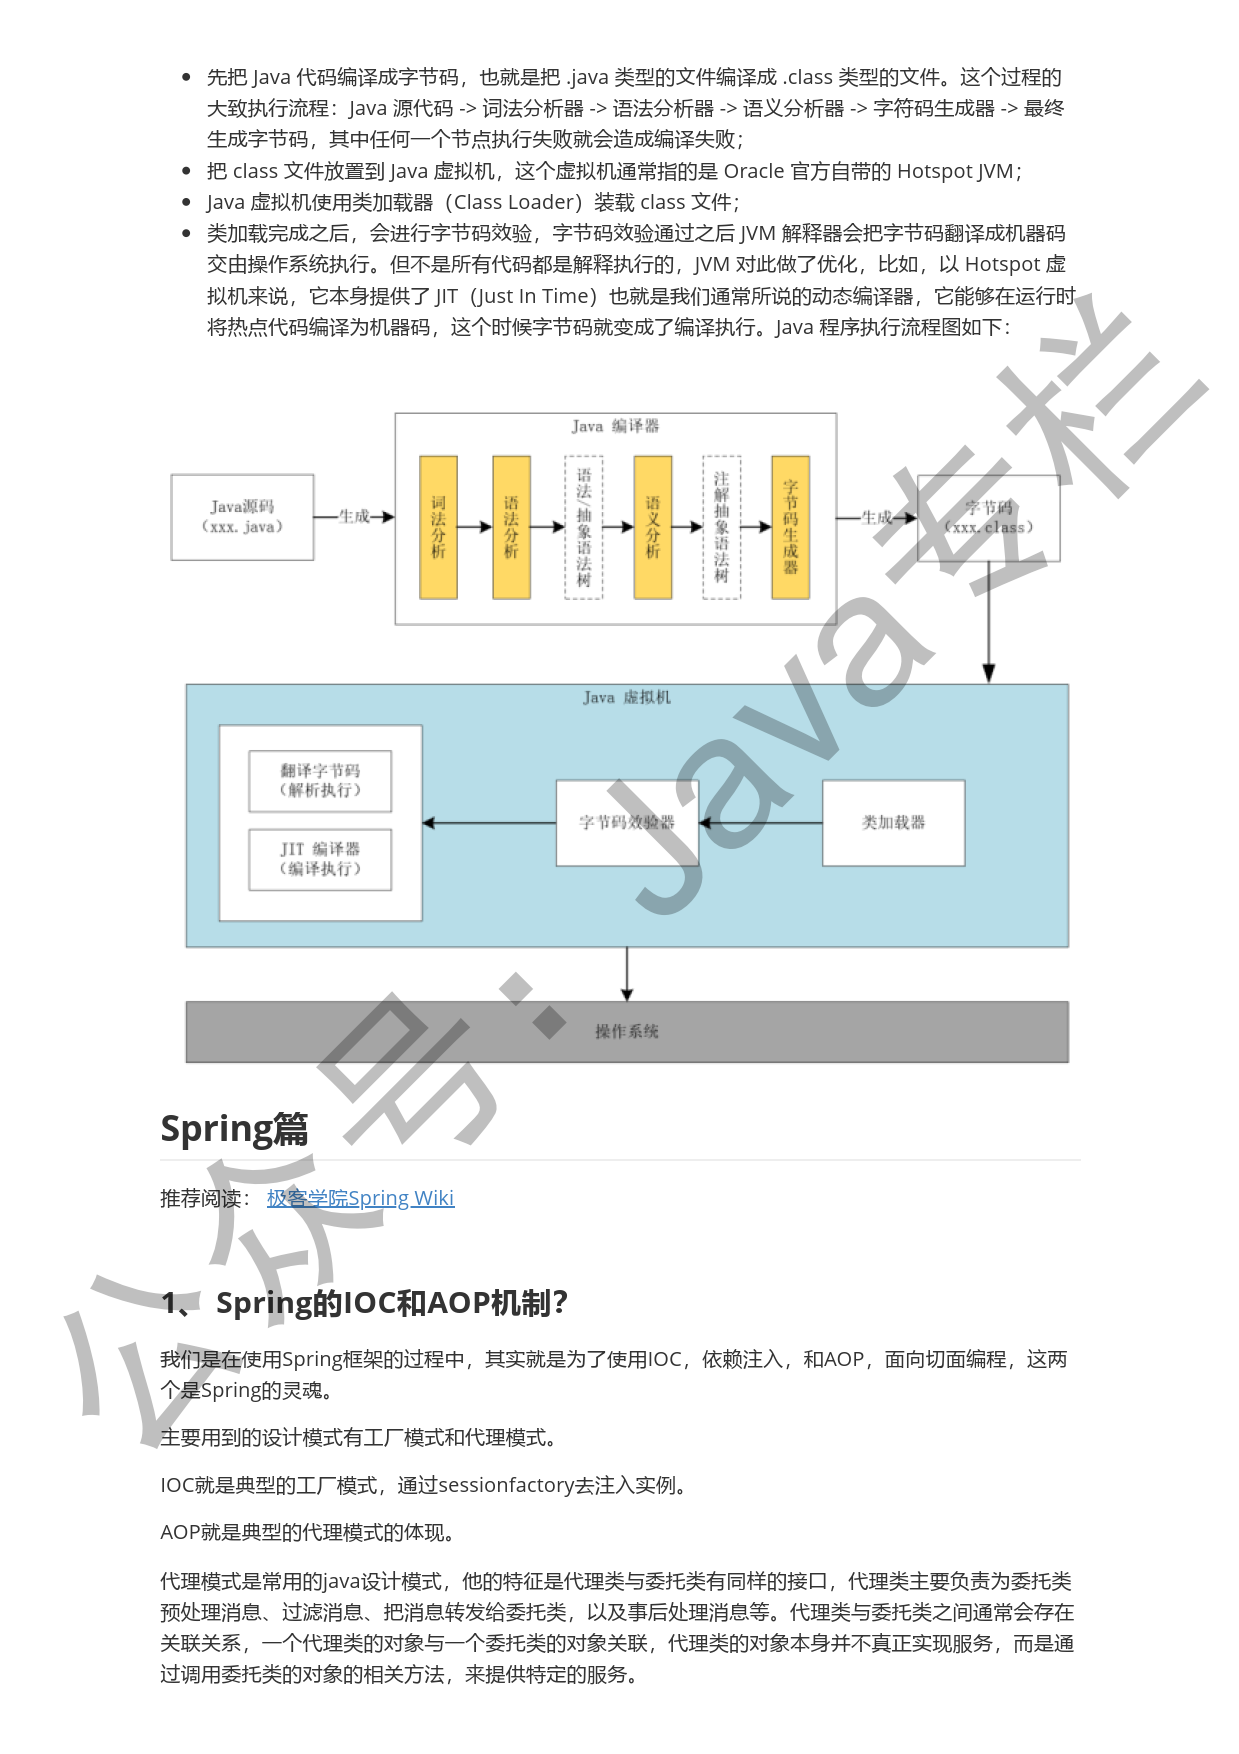 先把 Java 代码编译成字节码，也就是把 .java 类型的文件编译成 .class 类型的文件。这个过程的
大致执行流程：Java 源代码 -> 词法分析器 -> 语法分析器 -> 语义分析器 -> 字符码生成器 -> 最终
生成字节码，其中任何一个节点执行失败就会造成编译失败；
把 class 文件放置到 Java 虚拟机，这个虚拟机通常指的是 Oracle 官方自带的 Hotspot JVM；
Java 虚拟机使用类加载器（Class Loader）装载 class 文件；
类加载完成之后，会进行字节码效验，字节码效验通过之后 JVM 解释器会把字节码翻译成机器码
交由操作系统执行。但不是所有代码都是解释执行的，JVM 对此做了优化，比如，以 Hotspot 虚
拟机来说，它本身提供了 JIT（Just In Time）也就是我们通常所说的动态编译器，它能够在运行时
将热点代码编译为机器码，这个时候字节码就变成了编译执行。Java 程序执行流程图如下：
Java源码
（xxx.java）
生成
Java 编译器
词法分析
语法分析
语法/抽象语法树
语义分析
注解抽象语法树
字节码生成器
生成
字节码
（xxx.class）
Java 虚拟机
翻译字节码
（解析执行）
JIT 编译器
（编译执行）
字节码效验器
类加载器
操作系统
公众号：Java专栏
Spring篇
推荐阅读： 极客学院Spring Wiki
1、 Spring的IOC和AOP机制？
我们是在使用Spring框架的过程中，其实就是为了使用IOC，依赖注入，和AOP，面向切面编程，这两
个是Spring的灵魂。
主要用到的设计模式有工厂模式和代理模式。
IOC就是典型的工厂模式，通过sessionfactory去注入实例。
AOP就是典型的代理模式的体现。
代理模式是常用的java设计模式，他的特征是代理类与委托类有同样的接口，代理类主要负责为委托类
预处理消息、过滤消息、把消息转发给委托类，以及事后处理消息等。代理类与委托类之间通常会存在
关联关系，一个代理类的对象与一个委托类的对象关联，代理类的对象本身并不真正实现服务，而是通
过调用委托类的对象的相关方法，来提供特定的服务。